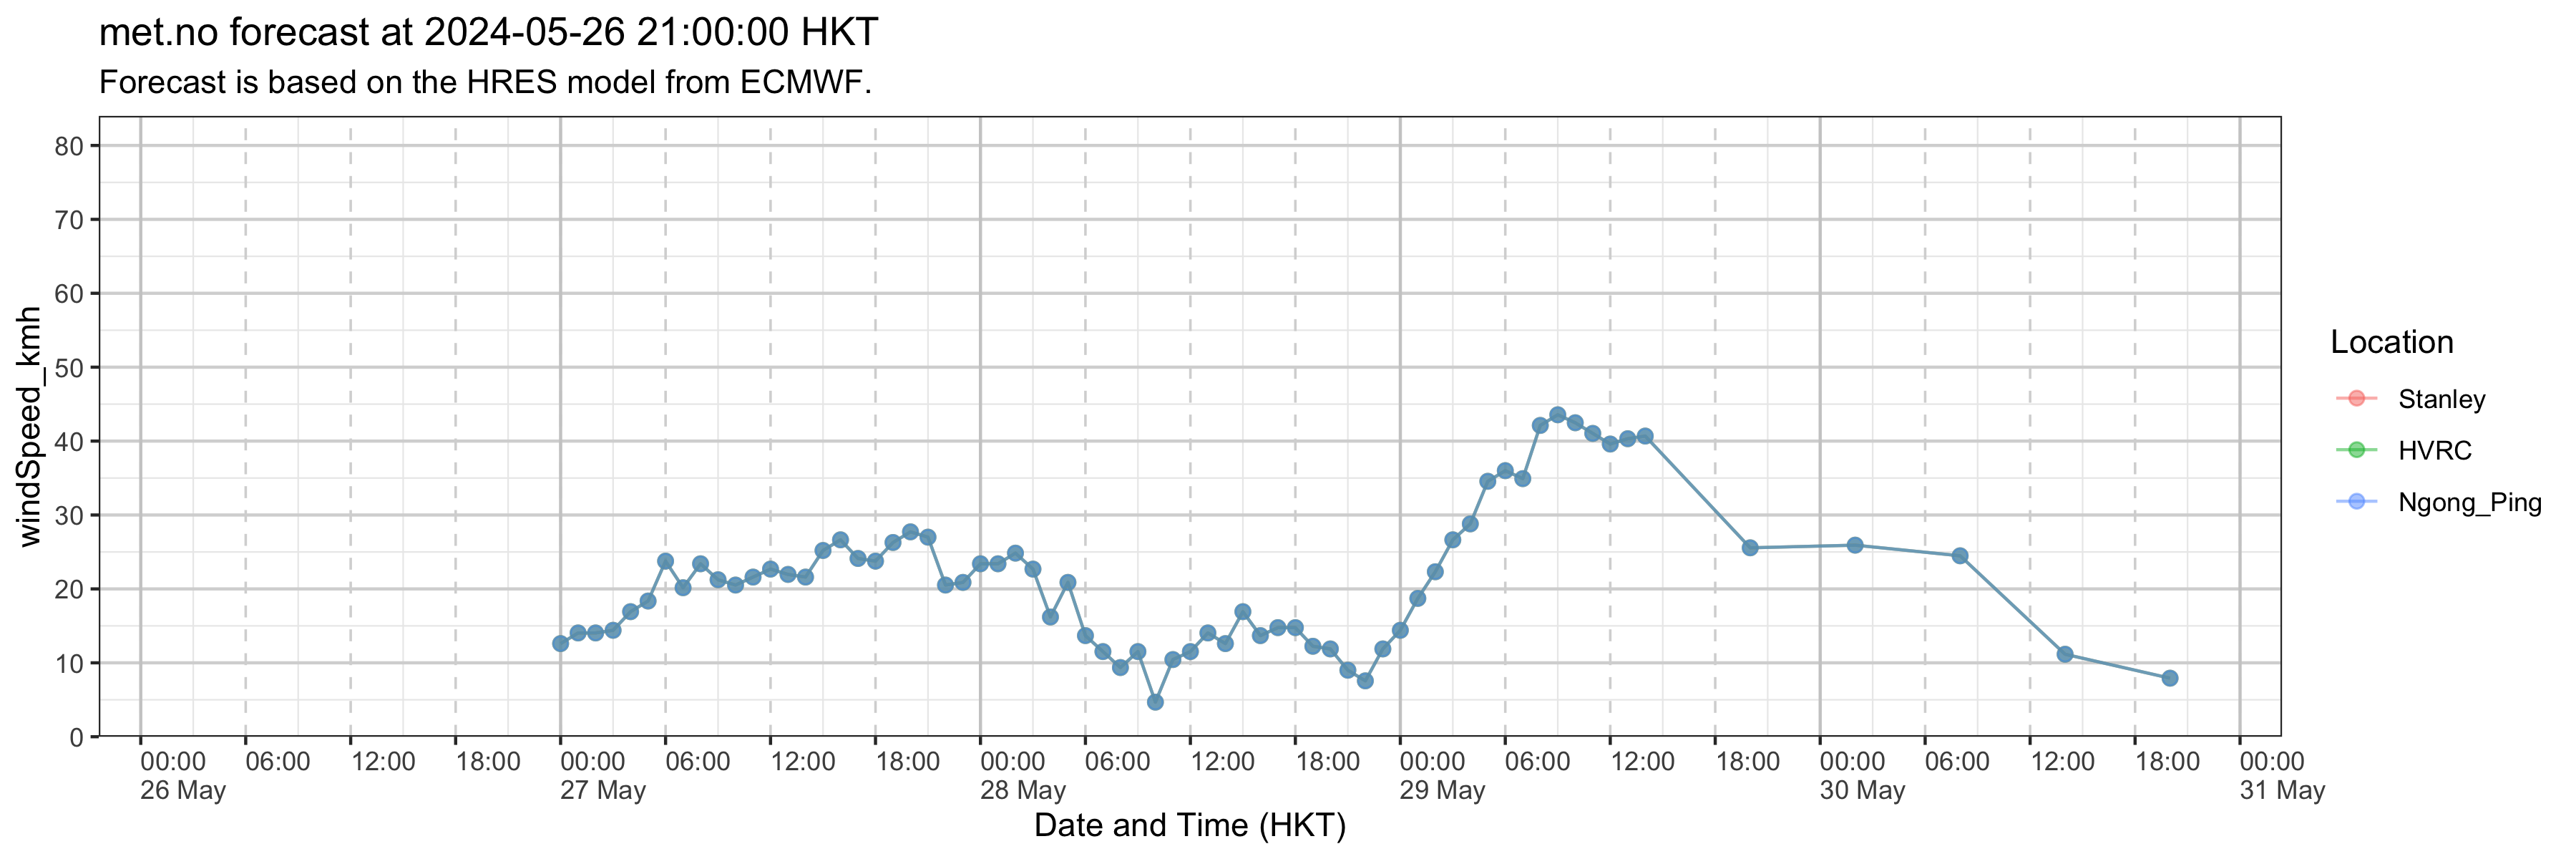 met.no forecast at 2024-05-26 21:00:00 HKT
Forecast is based on the HRES model from ECMWF.
windSpeed_kmh
80
70
60
50
40
30
20
10
0
00:00 06:00 12:00 18:00 00:00 06:00 12:00 18:00 00:00 06:00 12:00 18:00 00:00 06:00 12:00 18:00 00:00 06:00 12:00 18:00 00:00
26 May 27 May 28 May 29 May 30 May 31 May
Date and Time (HKT)
Location
Stanley
HVRC
Ngong_Ping